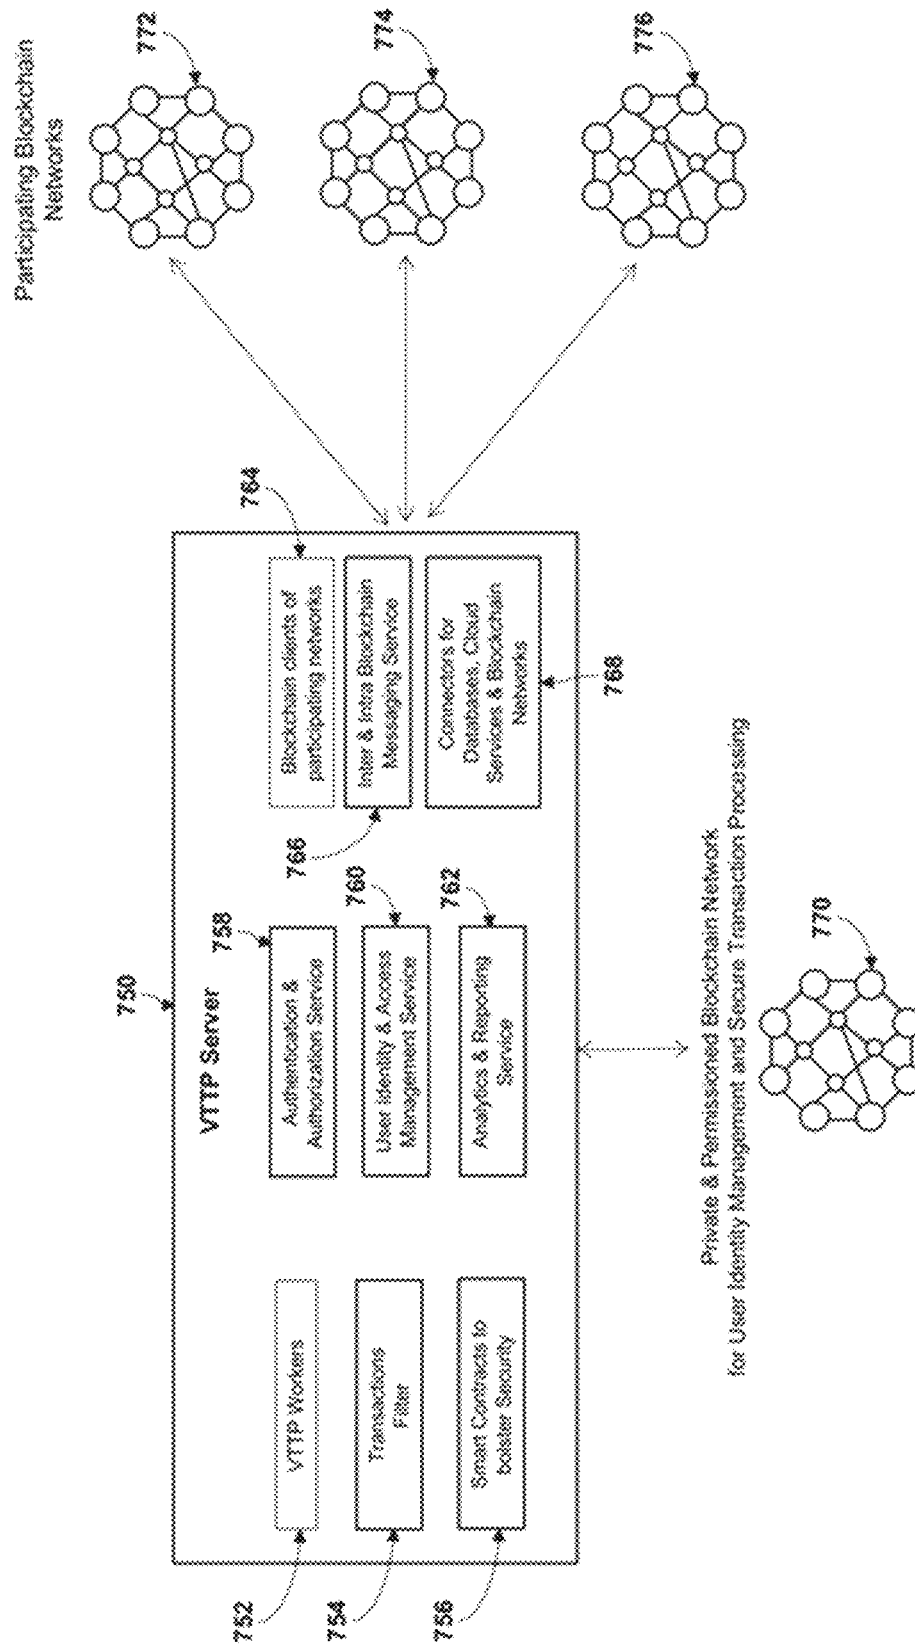 750
VTTP Server
752
VTTP Workers
754
Transactions
Filter
756
Smart Contracts to
bolster Security
758
Authentication &
Authorization Service
760
User Identity & Access
Management Service
762
Analytics & Reporting
Service
764
Blockchain clients of
participating networks
766
Inter & Intra Blockchain
Messaging Service
768
Connectors for
Databases, Cloud
Services & Blockchain
Networks
Participating Blockchain
Networks
772
774
776
Private & Permissioned Blockchain Network
for User Identity Management and Secure Transaction Processing
770